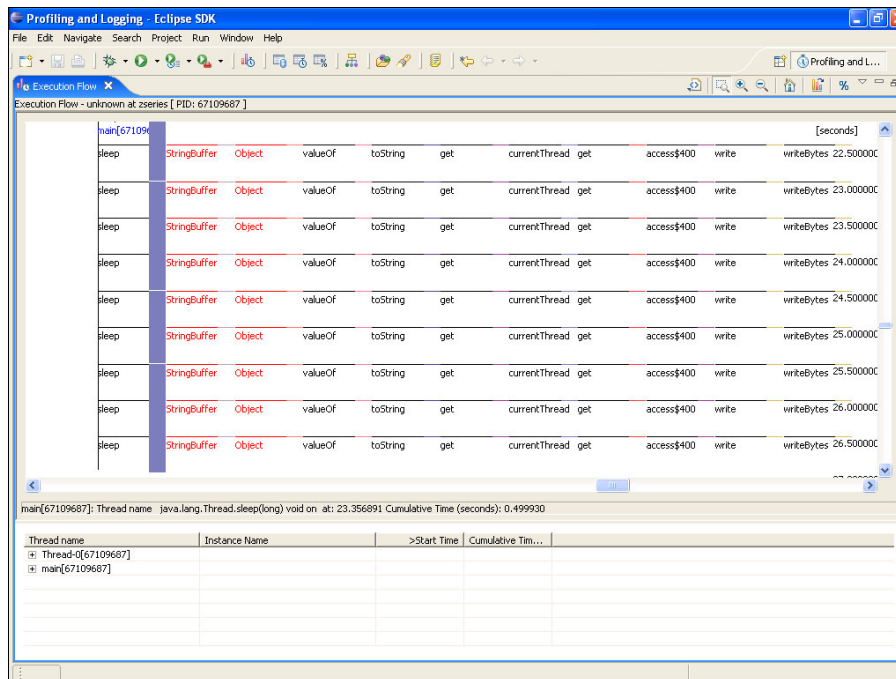 Profiling and Logging - Eclipse SDK
File Edit Navigate Search Project Run Window Help
Profiling and L...
Execution Flow
Execution Flow - unknown at zseries [ PID: 67109687 ]
main[67109 [seconds]
sleep StringBuffer Object valueOf toString get currentThread get access$400 write writeBytes 22.500000
sleep StringBuffer Object valueOf toString get currentThread get access$400 write writeBytes 23.000000
sleep StringBuffer Object valueOf toString get currentThread get access$400 write writeBytes 23.500000
sleep StringBuffer Object valueOf toString get currentThread get access$400 write writeBytes 24.000000
sleep StringBuffer Object valueOf toString get currentThread get access$400 write writeBytes 24.500000
sleep StringBuffer Object valueOf toString get currentThread get access$400 write writeBytes 25.000000
sleep StringBuffer Object valueOf toString get currentThread get access$400 write writeBytes 25.500000
sleep StringBuffer Object valueOf toString get currentThread get access$400 write writeBytes 26.000000
sleep StringBuffer Object valueOf toString get currentThread get access$400 write writeBytes 26.500000
main[67109687]: Thread name java.lang.Thread.sleep(long) void on at: 23.356891 Cumulative Time (seconds): 0.499930
Thread name Instance Name >Start Time Cumulative Tim...
Thread-0[67109687]
main[67109687]